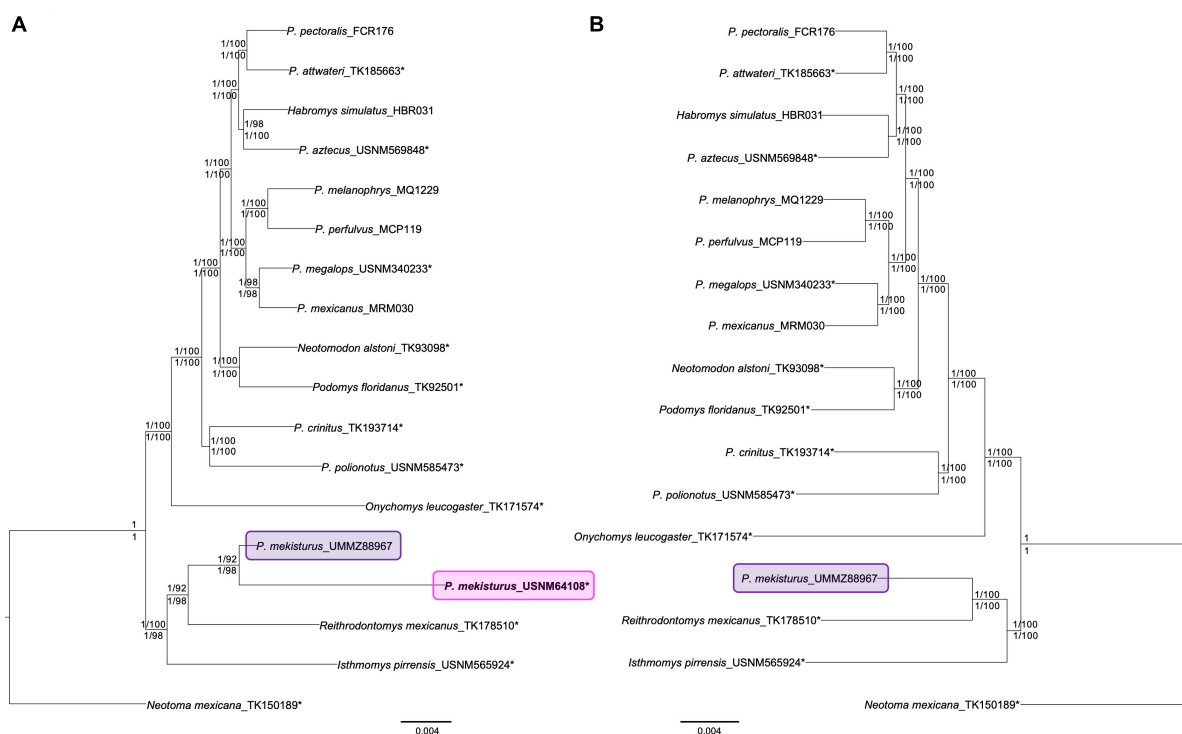 A
P. pectoralis_FCR176
1/100
1/100
P. attwateri_TK185663*
1/100
1/100
Habromys simulatus_HBR031
1/98
1/100
P. aztecus_USNM569848*
1/100
1/100
P. melanophrys_MQ1229
1/100
1/100
P. perfulvus_MCP119
1/100
1/100
P. megalops_USNM340233*
1/100
1/100
1/98
1/98
P. mexicanus_MRM030
Neotomodon alstoni_TK93098*
1/100
1/100
1/100
1/100
Podomys floridanus_TK92501*
P. crinitus_TK193714*
1/100
1/100
1/100
1/100
P. polionotus_USNM585473*
Onychomys leucogaster_TK171574*
1
1
P. mekisturus_UMMZ88967
1/92
1/98
P. mekisturus_USNM64108*
1/92
1/98
Reithrodontomys mexicanus_TK178510*
1/100
1/98
Isthmomys pirrensis_USNM565924*
Neotoma mexicana_TK150189*
0.004
B
P. pectoralis_FCR176
1/100
1/100
P. attwateri_TK185663*
1/100
1/100
Habromys simulatus_HBR031
1/100
1/100
P. aztecus_USNM569848*
1/100
1/100
P. melanophrys_MQ1229
1/100
1/100
P. perfulvus_MCP119
1/100
1/100
P. megalops_USNM340233*
1/100
1/100
1/100
1/100
P. mexicanus_MRM030
Neotomodon alstoni_TK93098*
1/100
1/100
1/100
1/100
Podomys floridanus_TK92501*
P. crinitus_TK193714*
1/100
1/100
1/100
1/100
P. polionotus_USNM585473*
Onychomys leucogaster_TK171574*
1
1
P. mekisturus_UMMZ88967
1/100
1/100
Reithrodontomys mexicanus_TK178510*
1/100
1/100
Isthmomys pirrensis_USNM565924*
Neotoma mexicana_TK150189*
0.004